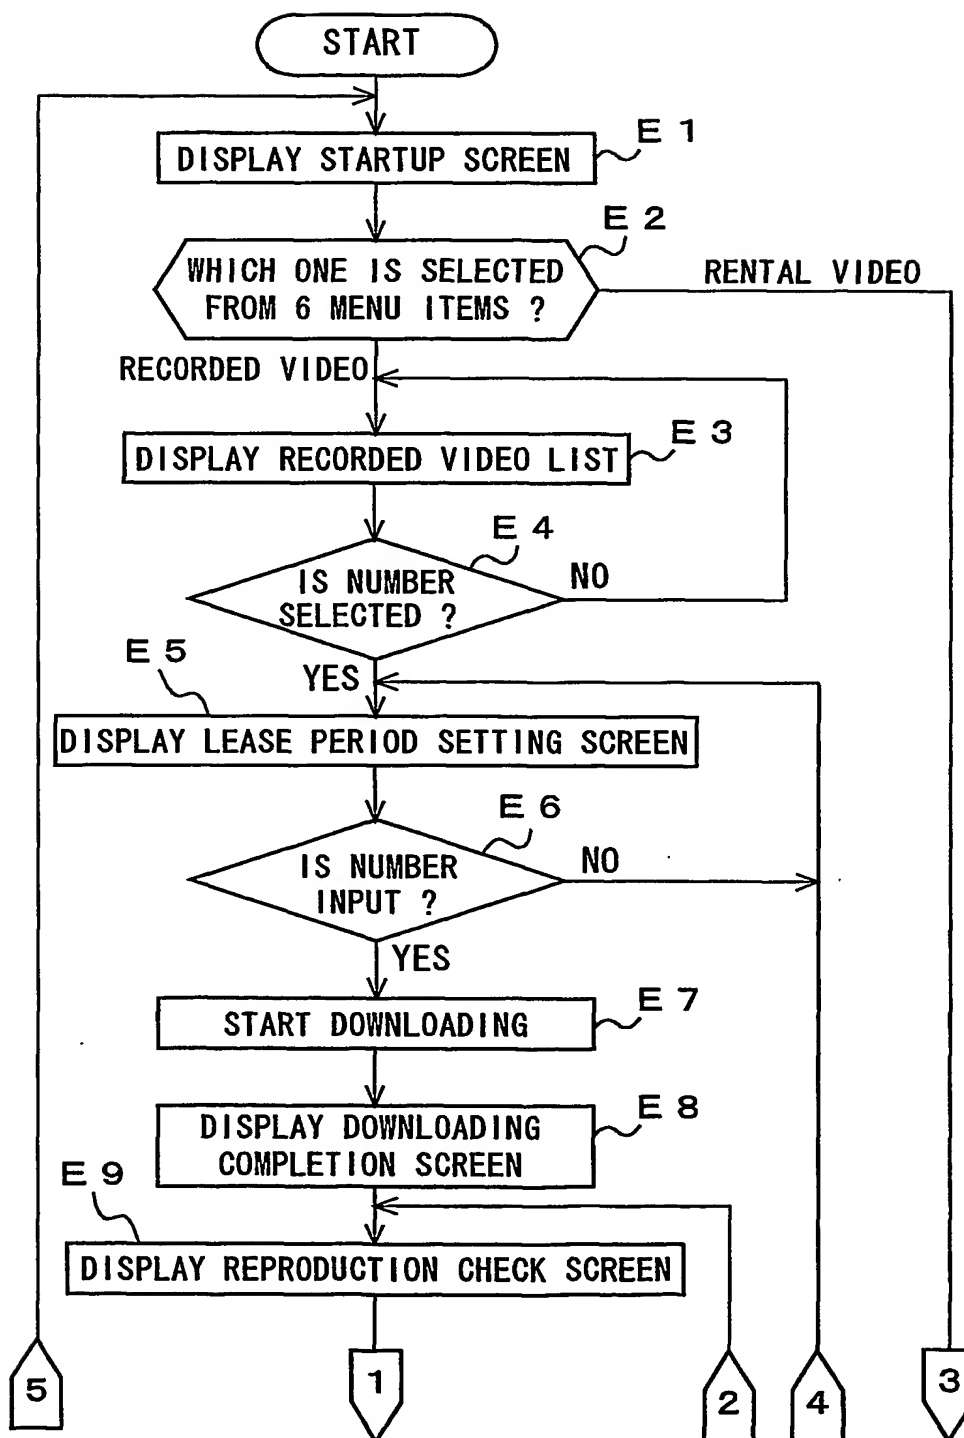 START
E 1
DISPLAY STARTUP SCREEN
E 2
WHICH ONE IS SELECTED
FROM 6 MENU ITEMS ?
RENTAL VIDEO
RECORDED VIDEO
E 3
DISPLAY RECORDED VIDEO LIST
E 4
IS NUMBER
SELECTED ?
NO
E 5
YES
DISPLAY LEASE PERIOD SETTING SCREEN
E 6
IS NUMBER
INPUT ?
NO
YES
E 7
START DOWNLOADING
E 8
DISPLAY DOWNLOADING
COMPLETION SCREEN
E 9
DISPLAY REPRODUCTION CHECK SCREEN
5
1
2
4
3